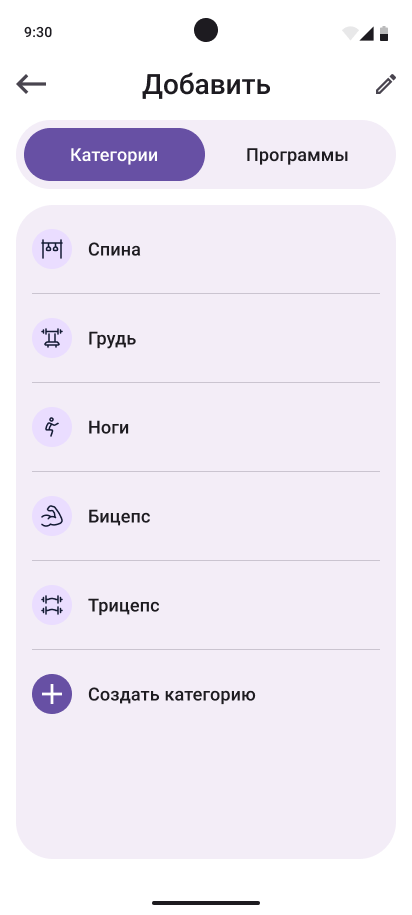 9:30
Добавить
Категории
Программы
Спина
Грудь
Ноги
Бицепс
Трицепс
Создать категорию